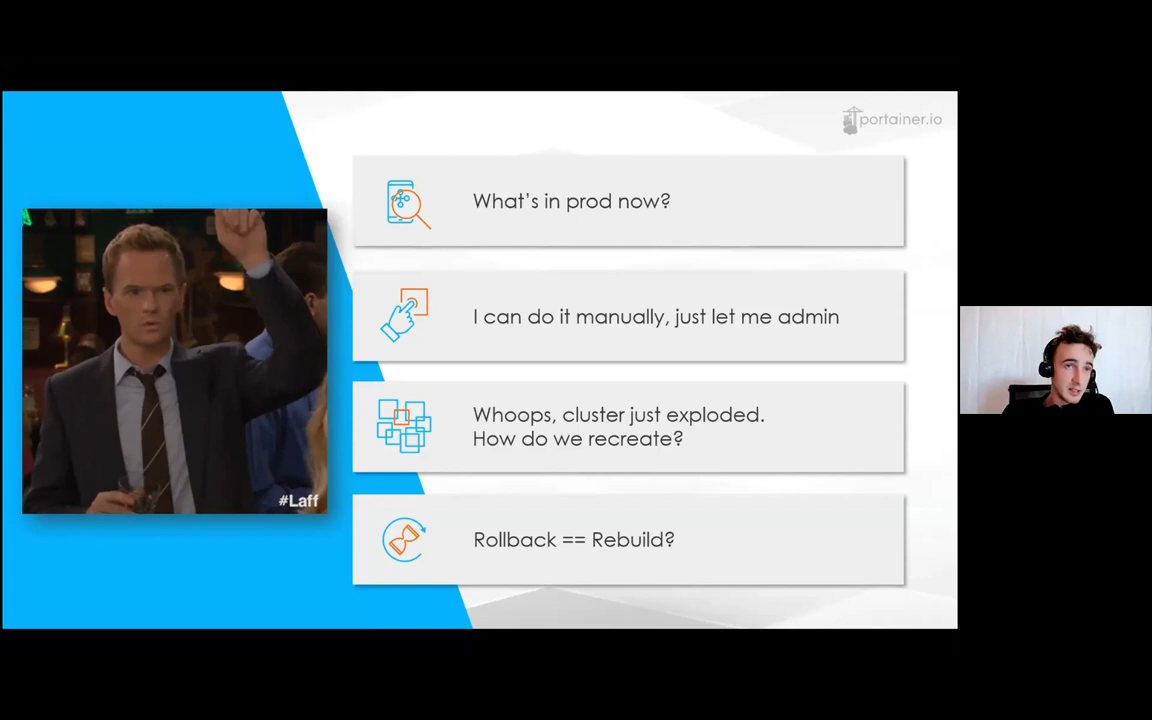 portainer.io
What's in prod now?
I can do it manually, just let me admin
Whoops, cluster just exploded.
How do we recreate?
#Laff
Rollback == Rebuild?